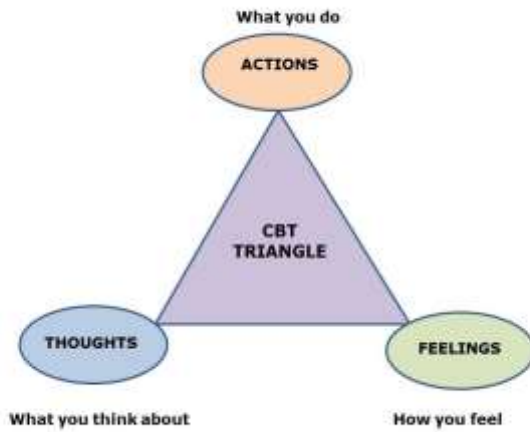 What you do
ACTIONS
CBT
TRIANGLE
THOUGHTS
FEELINGS
What you think about
How you feel